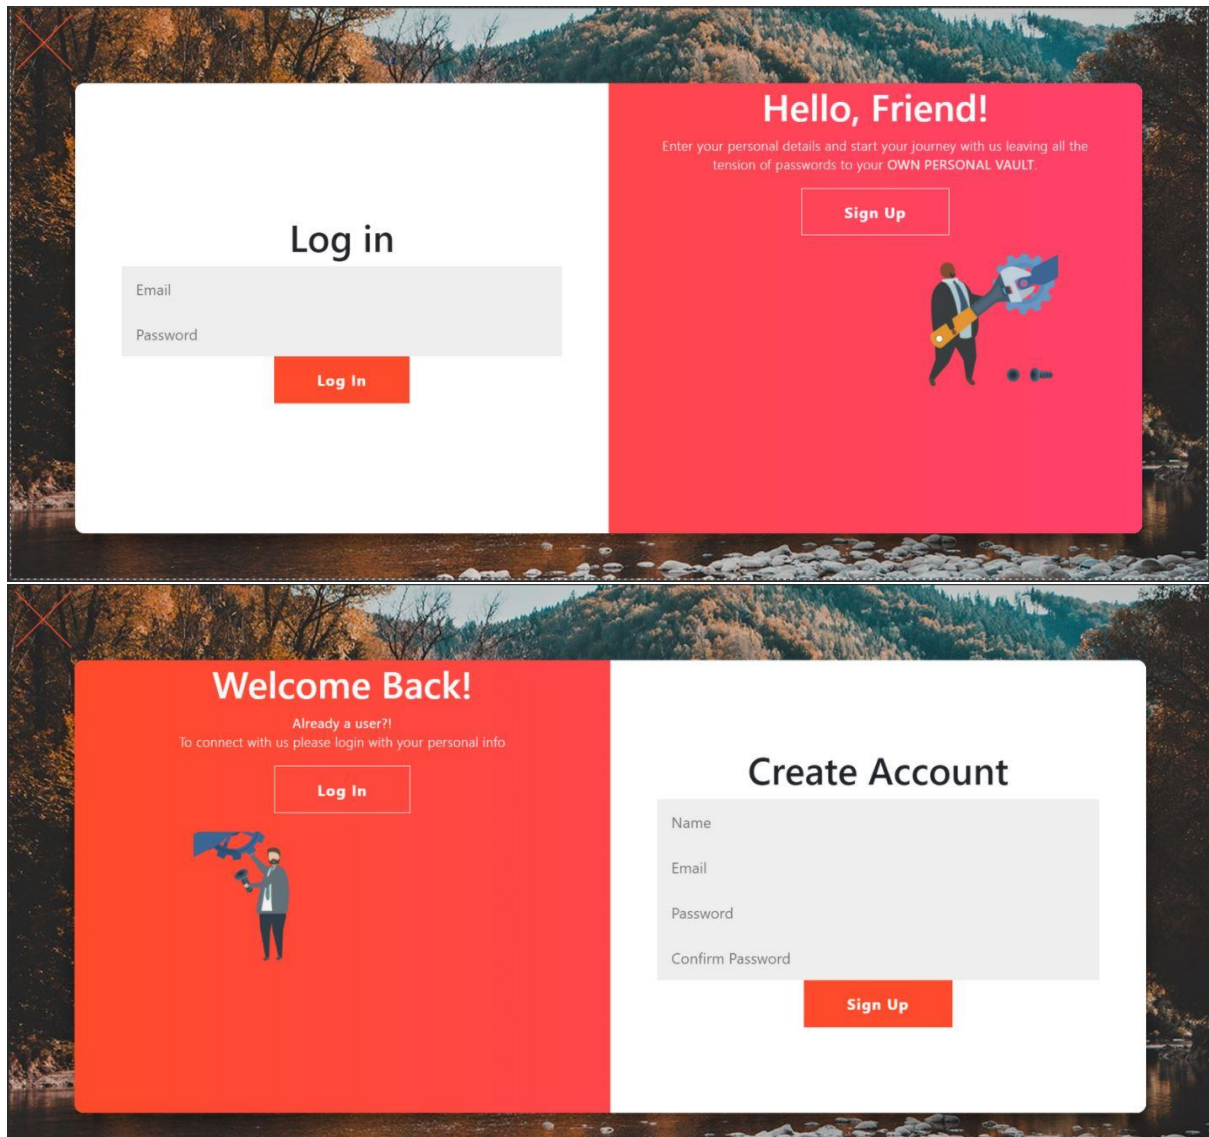 Hello, Friend!
Enter your personal details and start your journey with us leaving all the
tension of passwords to your OWN PERSONAL VAULT.
Sign Up
Log in
Email
Password
Log In
Welcome Back!
Already a user?!
To connect with us please login with your personal info
Log In
Create Account
Name
Email
Password
Confirm Password
Sign Up